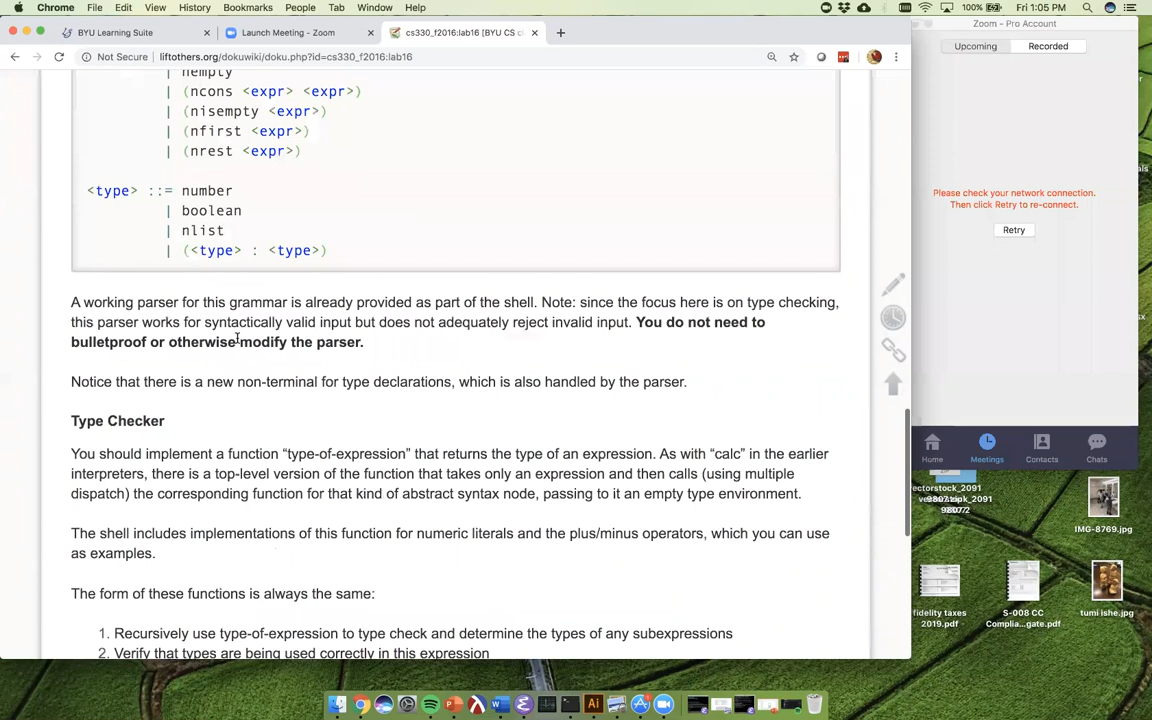 Chrome File Edit View History Bookmarks People Tab Window Help 100% Fri 1:05 PM
BYU Learning Suite × Launch Meeting - Zoom × cs330_f2016:lab16 [BYU CS c × +
Zoom - Pro Account
Not Secure | liftothers.org/dokuwiki/doku.php?id=cs330_f2016:lab16
Upcoming Recorded
nempty
| (ncons <expr> <expr>)
| (nisempty <expr>)
| (nfirst <expr>)
| (nrest <expr>)
<type> ::= number
| boolean
| nlist
| (<type> : <type>)
A working parser for this grammar is already provided as part of the shell. Note: since the focus here is on type checking,
this parser works for syntactically valid input but does not adequately reject invalid input. You do not need to
bulletproof or otherwise modify the parser.
Notice that there is a new non-terminal for type declarations, which is also handled by the parser.
Type Checker
You should implement a function “type-of-expression” that returns the type of an expression. As with “calc” in the earlier
interpreters, there is a top-level version of the function that takes only an expression and then calls (using multiple
dispatch) the corresponding function for that kind of abstract syntax node, passing to it an empty type environment.
The shell includes implementations of this function for numeric literals and the plus/minus operators, which you can use
as examples.
The form of these functions is always the same:
1. Recursively use type-of-expression to type check and determine the types of any subexpressions
2. Verify that types are being used correctly in this expression
Please check your network connection.
Then click Retry to re-connect.
Retry
Home Meetings Contacts Chats
IMG-8769.jpg
fidelity taxes
2019.pdf
S-008 CC
Complia...gate.pdf
tumi ishe.jpg